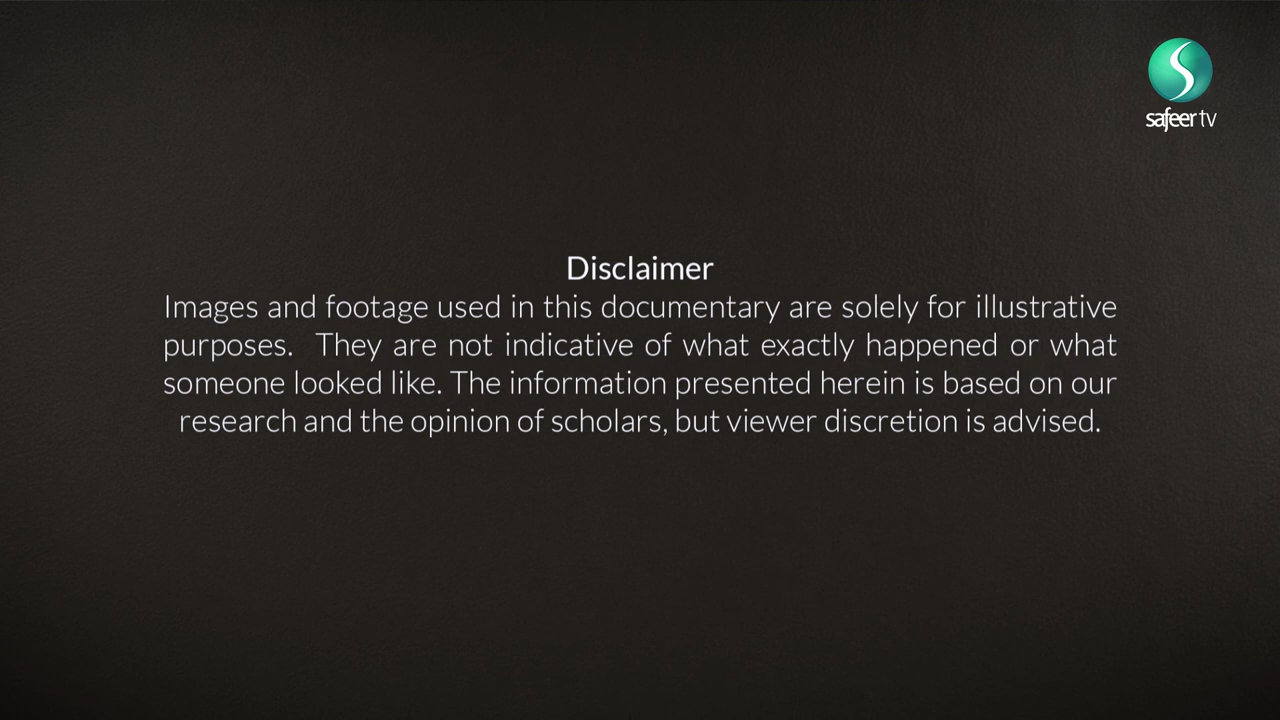 safeer tv
Disclaimer
Images and footage used in this documentary are solely for illustrative
purposes.  They are not indicative of what exactly happened or what
someone looked like. The information presented herein is based on our
research and the opinion of scholars, but viewer discretion is advised.